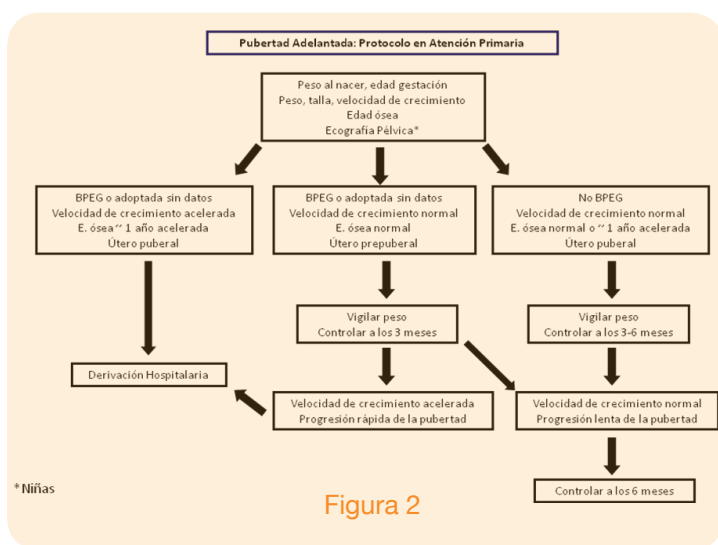 Pubertad Adelantada: Protocolo en Atención Primaria
Peso al nacer, edad gestación
Peso, talla, velocidad de crecimiento
Edad ósea
Ecografía Pélvica*
BPEG o adoptada sin datos
Velocidad de crecimiento acelerada
E. ósea ~ 1 año acelerada
Útero puberal
BPEG o adoptada sin datos
Velocidad de crecimiento normal
E. ósea normal
Útero prepuberal
No BPEG
Velocidad de crecimiento normal
E. ósea normal o ~ 1 año acelerada
Útero puberal
Vigilar peso
Controlar a los 3 meses
Vigilar peso
Controlar a los 3-6 meses
Derivación Hospitalaria
Velocidad de crecimiento acelerada
Progresión rápida de la pubertad
Velocidad de crecimiento normal
Progresión lenta de la pubertad
Controlar a los 6 meses
*Niñas
Figura 2